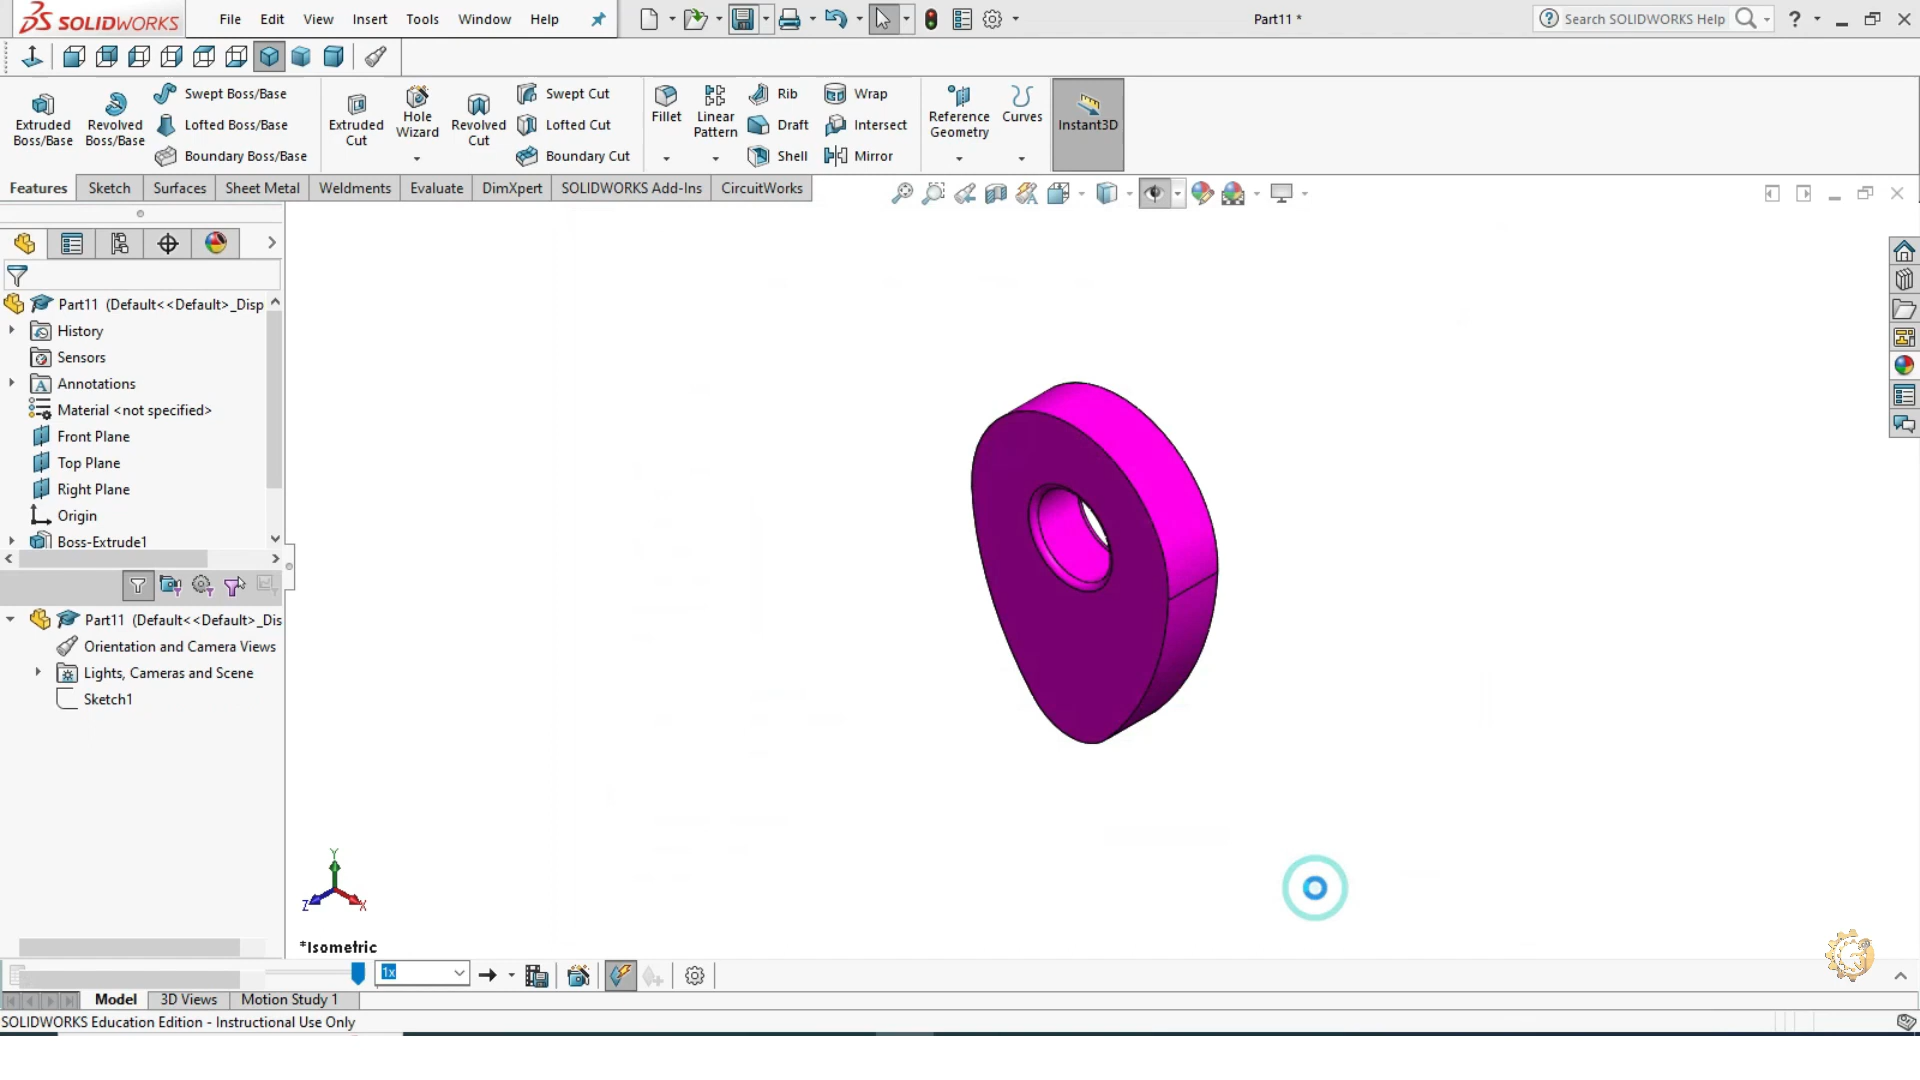 SOLIDWORKS File Edit View Insert Tools Window Help Part11 * Search SOLIDWORKS Help ?
Extruded Boss/Base
Revolved Boss/Base
Swept Boss/Base
Lofted Boss/Base
Boundary Boss/Base
Extruded Cut
Hole Wizard
Revolved Cut
Swept Cut
Lofted Cut
Boundary Cut
Fillet
Linear Pattern
Rib
Draft
Shell
Wrap
Intersect
Mirror
Reference Geometry
Curves
Instant3D
Features Sketch Surfaces Sheet Metal Weldments Evaluate DimXpert SOLIDWORKS Add-Ins CircuitWorks
Part11 (Default<<Default>_Disp
History
Sensors
Annotations
Material <not specified>
Front Plane
Top Plane
Right Plane
Origin
Boss-Extrude1
Part11 (Default<<Default>_Dis
Orientation and Camera Views
Lights, Cameras and Scene
Sketch1
Y
Z X
*Isometric
1x
Model 3D Views Motion Study 1
SOLIDWORKS Education Edition - Instructional Use Only